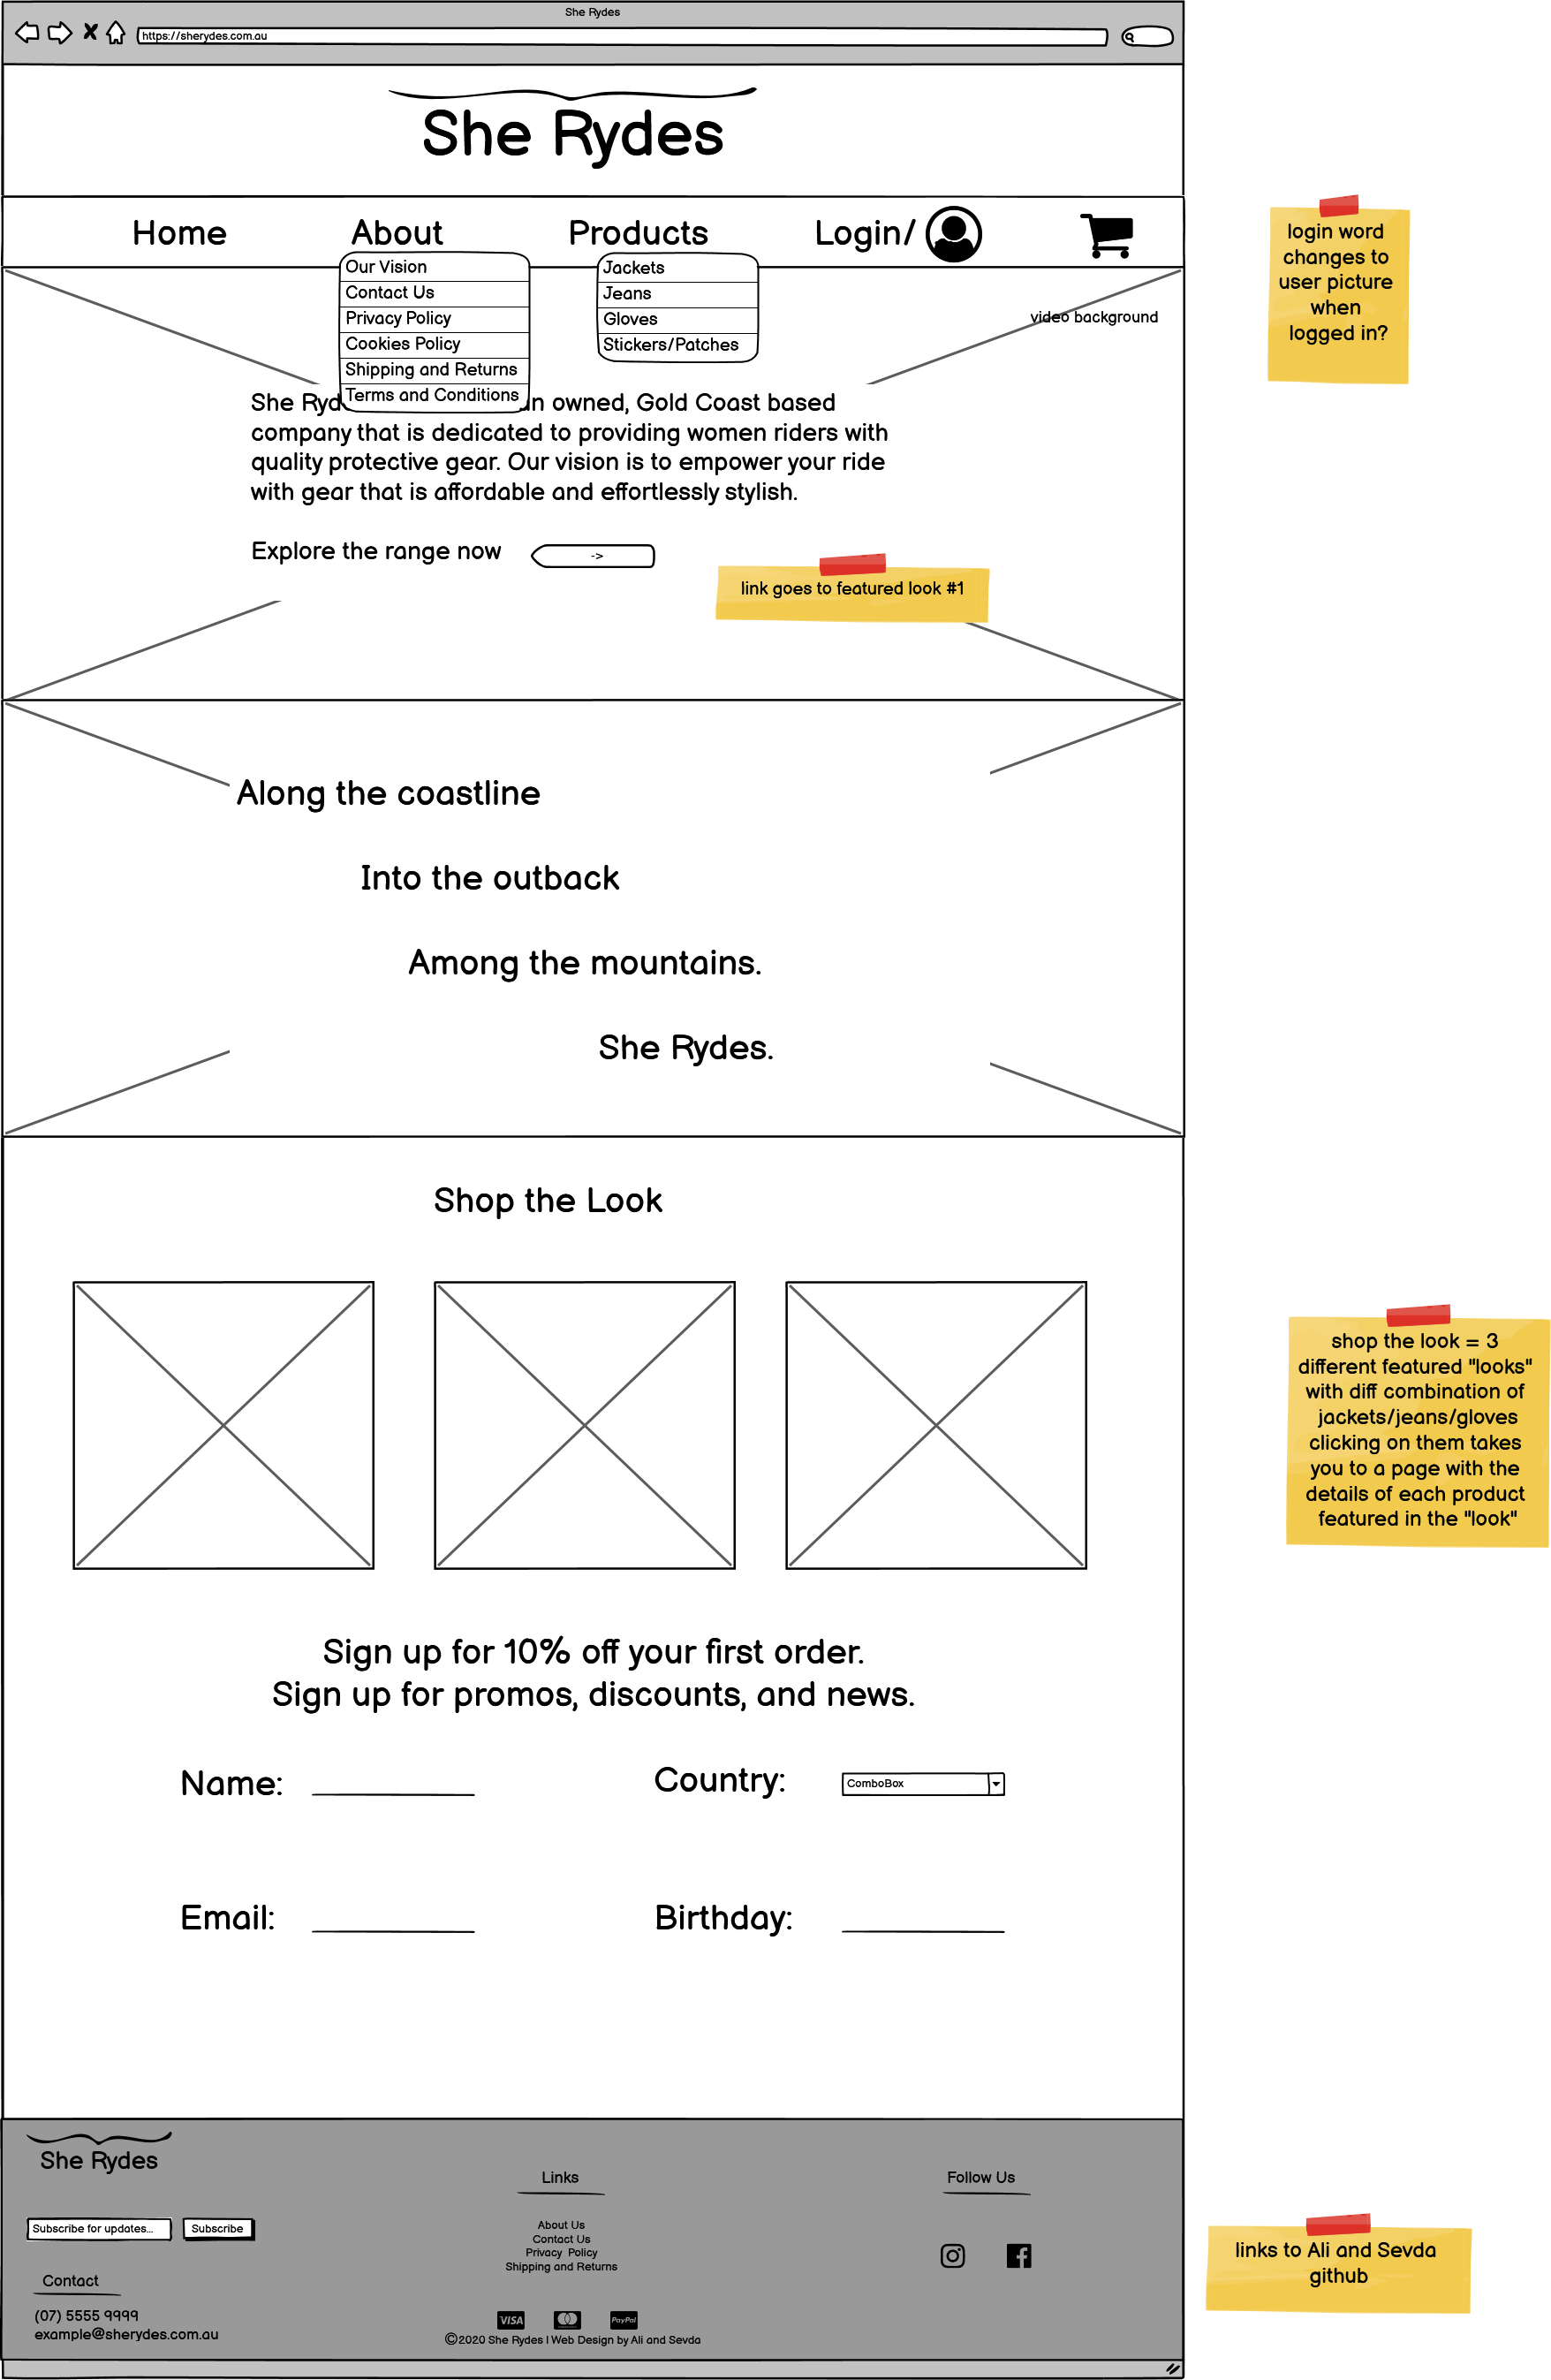 She Rydes
https://sherydes.com.au
She Rydes
Home
About
Products
Login/
Our Vision
Contact Us
Privacy Policy
Cookies Policy
Shipping and Returns
Terms and Conditions
Jackets
Jeans
Gloves
Stickers/Patches
video background
login word
changes to
user picture
when
logged in?
She owned, Gold Coast based
company that is dedicated to providing women riders with
quality protective gear. Our vision is to empower your ride
with gear that is affordable and effortlessly stylish.
Explore the range now
->
link goes to featured look #1
Along the coastline
Into the outback
Among the mountains.
She Rydes.
Shop the Look
shop the look = 3
different featured "looks"
with diff combination of
jackets/jeans/gloves
clicking on them takes
you to a page with the
details of each product
featured in the "look"
Sign up for 10% off your first order.
Sign up for promos, discounts, and news.
Name:
Country:
ComboBox
Email:
Birthday:
She Rydes
Subscribe for updates...
Subscribe
Contact
(07) 5555 9999
example@sherydes.com.au
Links
About Us
Contact Us
Privacy Policy
Shipping and Returns
VISA
PayPal
©2020 She Rydes | Web Design by Ali and Sevda
Follow Us
links to Ali and Sevda
github